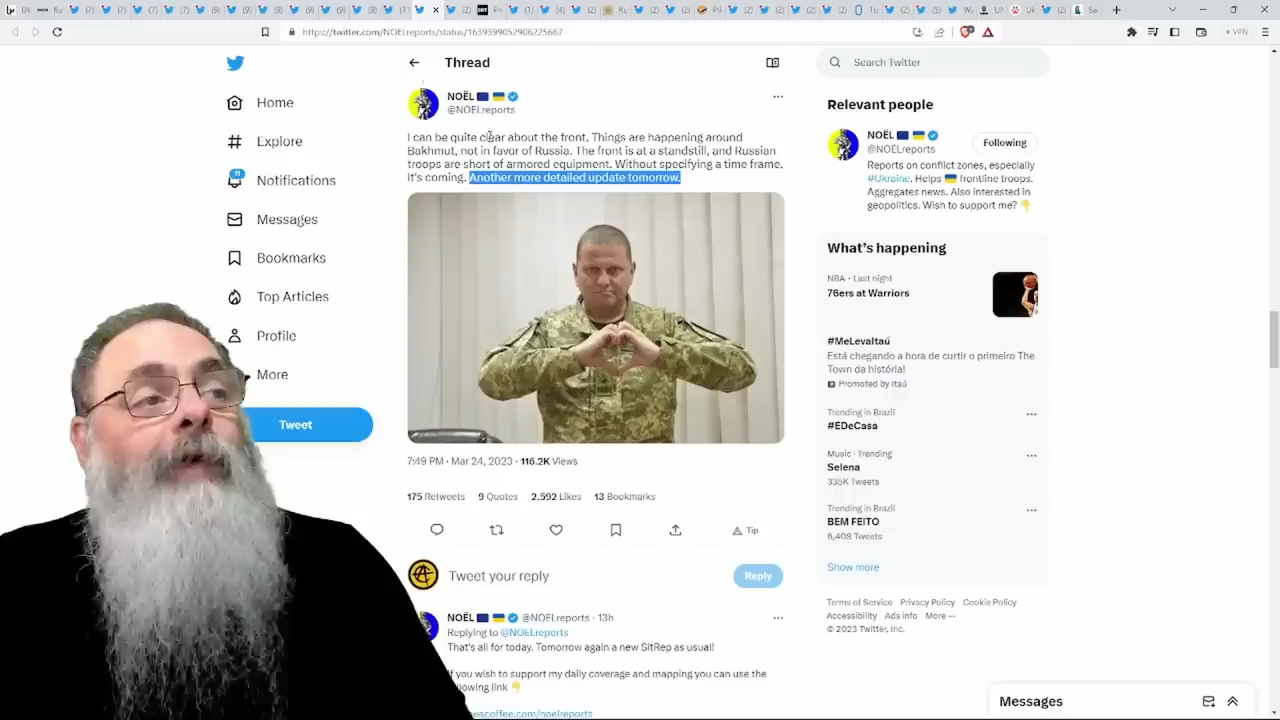 https://twitter.com/NOELreports/status/1639399052906225667
VPN
Home
Explore
11
Notifications
Messages
Bookmarks
Top Articles
Profile
More
Tweet
Thread
NOËL
@NOELreports
I can be quite clear about the front. Things are happening around
Bakhmut, not in favor of Russia. The front is at a standstill, and Russian
troops are short of armored equipment. Without specifying a time frame.
It's coming. Another more detailed update tomorrow.
7:49 PM · Mar 24, 2023 · 116.2K Views
175 Retweets 9 Quotes 2,592 Likes 13 Bookmarks
Tip
Tweet your reply
Reply
NOËL @NOELreports · 13h
Replying to @NOELreports
That's all for today. Tomorrow again a new SitRep as usual!
if you wish to support my daily coverage and mapping you can use the
link
Search Twitter
Relevant people
NOËL
@NOELreports
Following
Reports on conflict zones, especially
#Ukraine. Helps frontline troops.
Aggregates news. Also interested in
geopolitics. Wish to support me?
What's happening
NBA · Last night
76ers at Warriors
#MeLevaItaú
Está chegando a hora de curtir o primeiro The
Town da história!
Promoted by Itaú
Trending in Brazil
#EDeCasa
Music · Trending
Selena
335K Tweets
Trending in Brazil
BEM FEITO
6,408 Tweets
Show more
Terms of Service Privacy Policy Cookie Policy
Accessibility Ads info More
© 2023 Twitter, Inc.
Messages